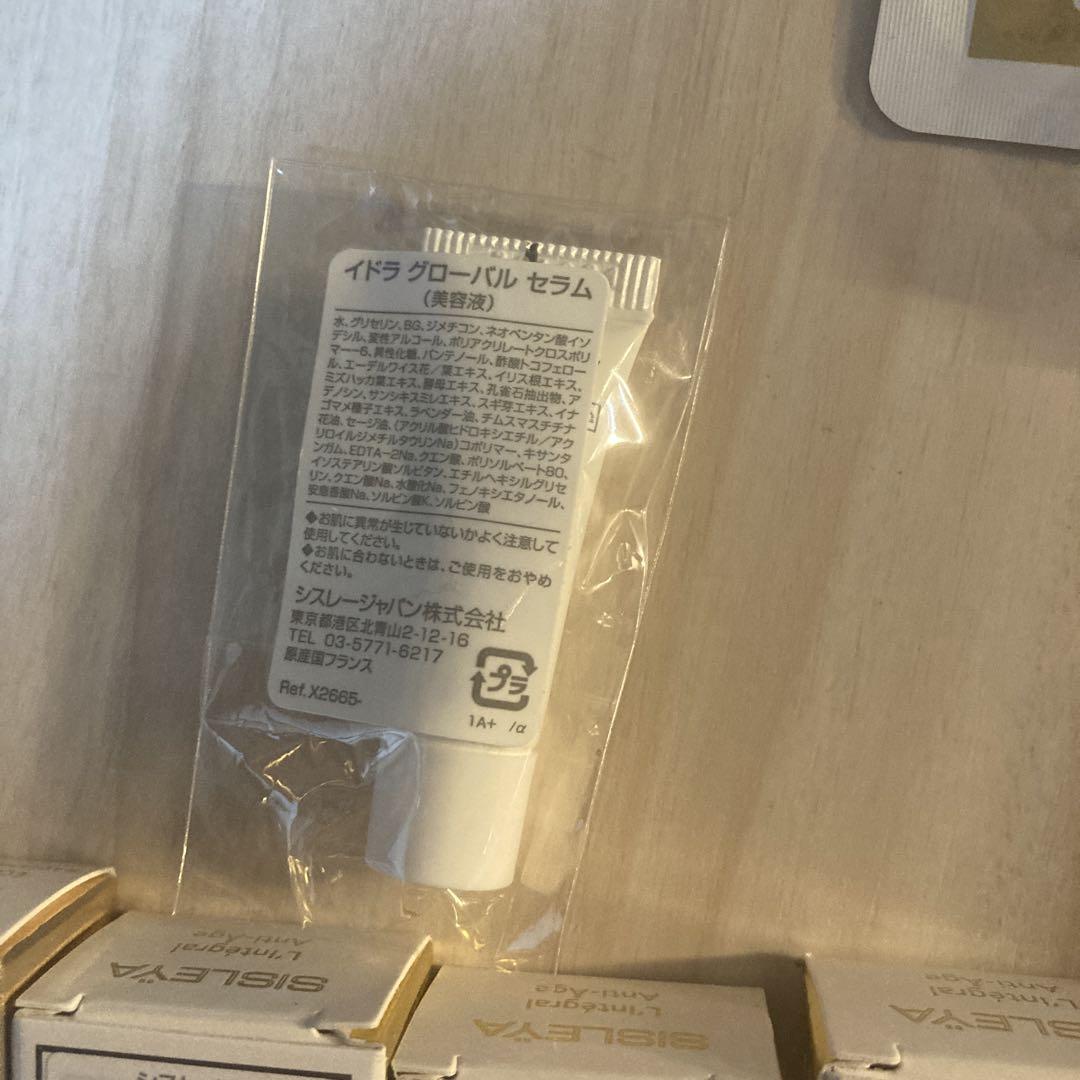 イドラ グローバル セラム
(美容液)
水、グリセリン、BG、ジメチコン、ネオペンタン酸イソ
デシル、変性アルコール、ポリアクリレートクロスポリ
マー-6、異性化糖、パンテノール、酢酸トコフェロー
ル、エーデルワイス花/葉エキス、イリス根エキス、
ミズハッカ葉エキス、酵母エキス、孔雀石抽出物、ア
デノシン、サンシキスミレエキス、スギナエキス、イナ
ゴマメ種子エキス、ラベンダー油、チムスマスチチナ
花油、セージ油、(アクリル酸ヒドロキシエチル/アク
リロイルジメチルタウリンNa)コポリマー、キサンタ
ンガム、EDTA-2Na、クエン酸、ポリソルベート80、
イソステアリン酸ソルビタン、エチルヘキシルグリセ
リン、クエン酸Na、水酸化Na、フェノキシエタノール、
安息香酸Na、ソルビン酸K、ソルビン酸
◆お肌に異常が生じていないかよく注意して
使用してください。
◆お肌に合わないときは、ご使用をおやめ
ください。
シスレージャパン株式会社
東京都港区北青山2-12-16
TEL 03-5771-6217
原産国フランス
Ref.X2665-
プラ
1A+ /α
L'intégral
Anti-Âge
SISLEŸA
L'intégral
Anti-Âge
SISLEŸA
L'intégral
Anti-Âge
SISLEŸA